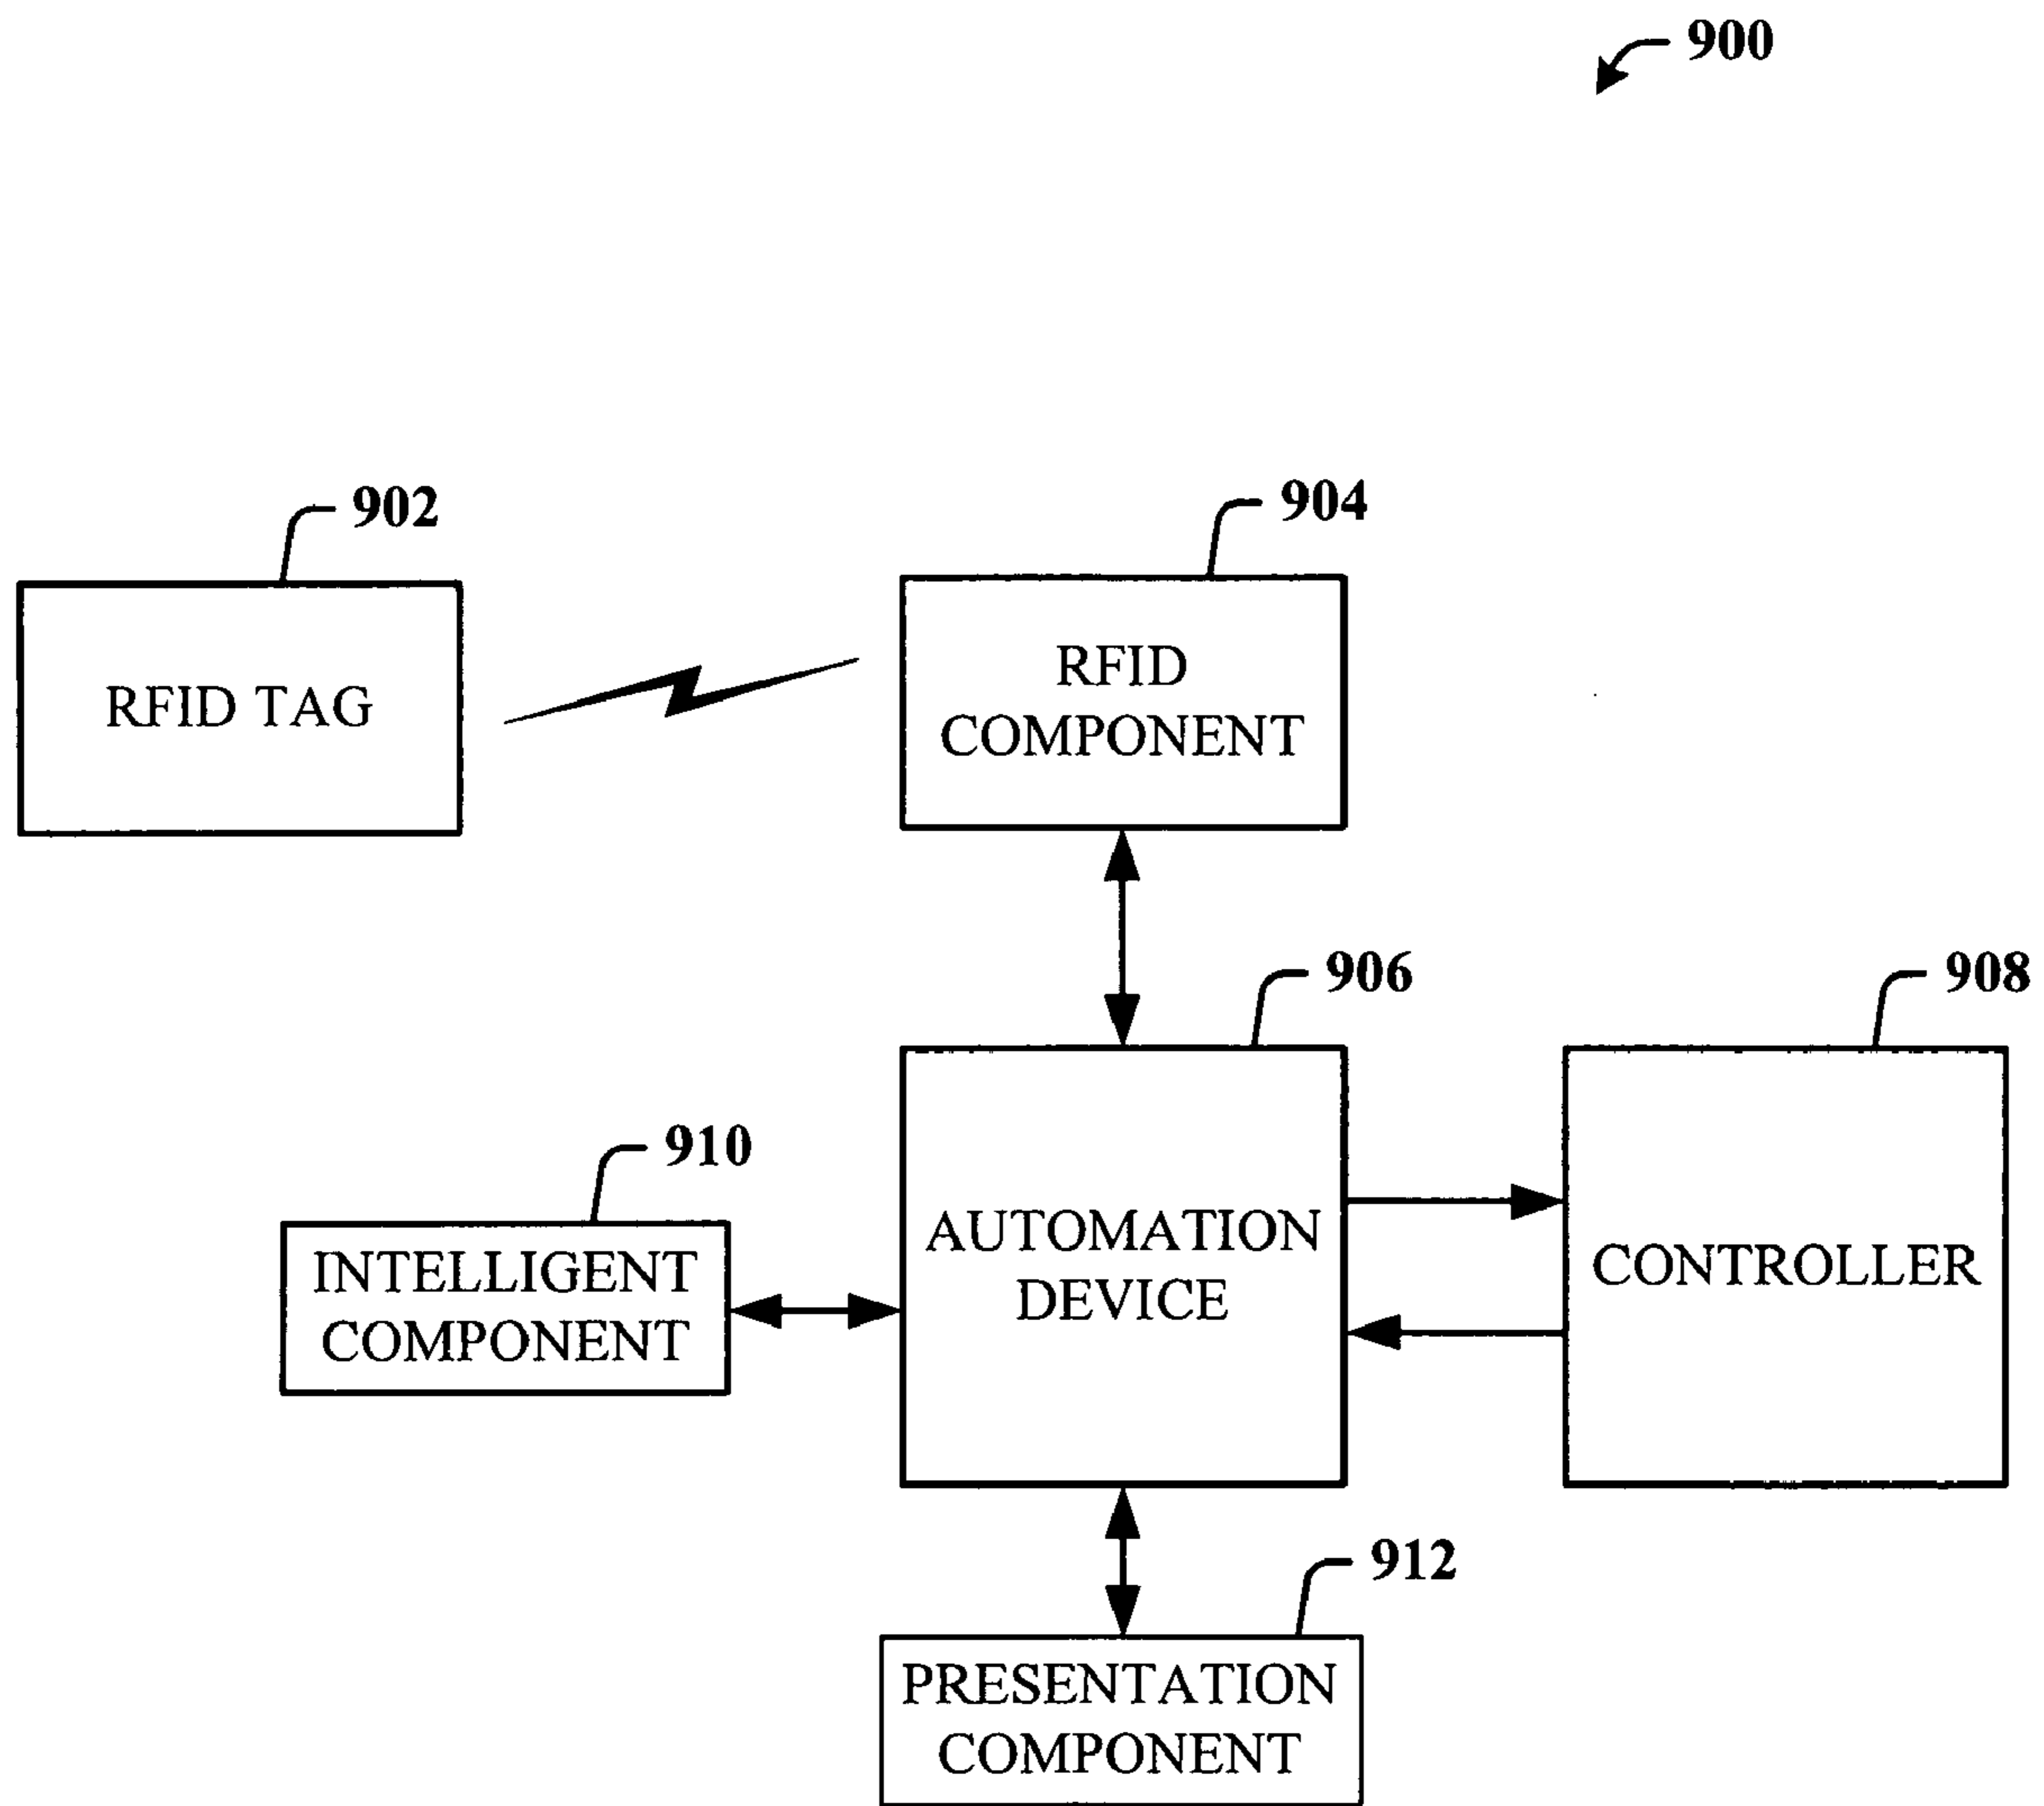 900
902
904
RFID TAG
RFID
COMPONENT
906
908
910
AUTOMATION
DEVICE
CONTROLLER
INTELLIGENT
COMPONENT
912
PRESENTATION
COMPONENT